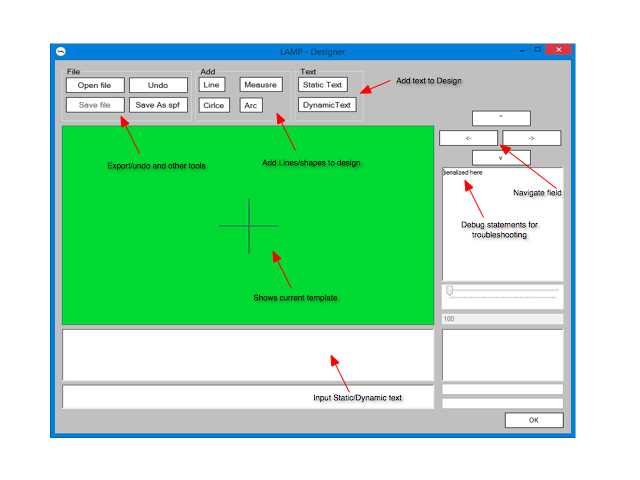 LAMP - Designer
File
Add
Text
Open file
Undo
Line
Meausre
Static Text
Add text to Design
Save file
Save As spf
Cirlce
Arc
DynamicText
^
<-
->
v
Export/undo and other tools
Add Lines/shapes to design
serialized here
Navigate field
Debug statements for
troubleshooting
Shows current template
100
Input Static/Dynamic text
OK